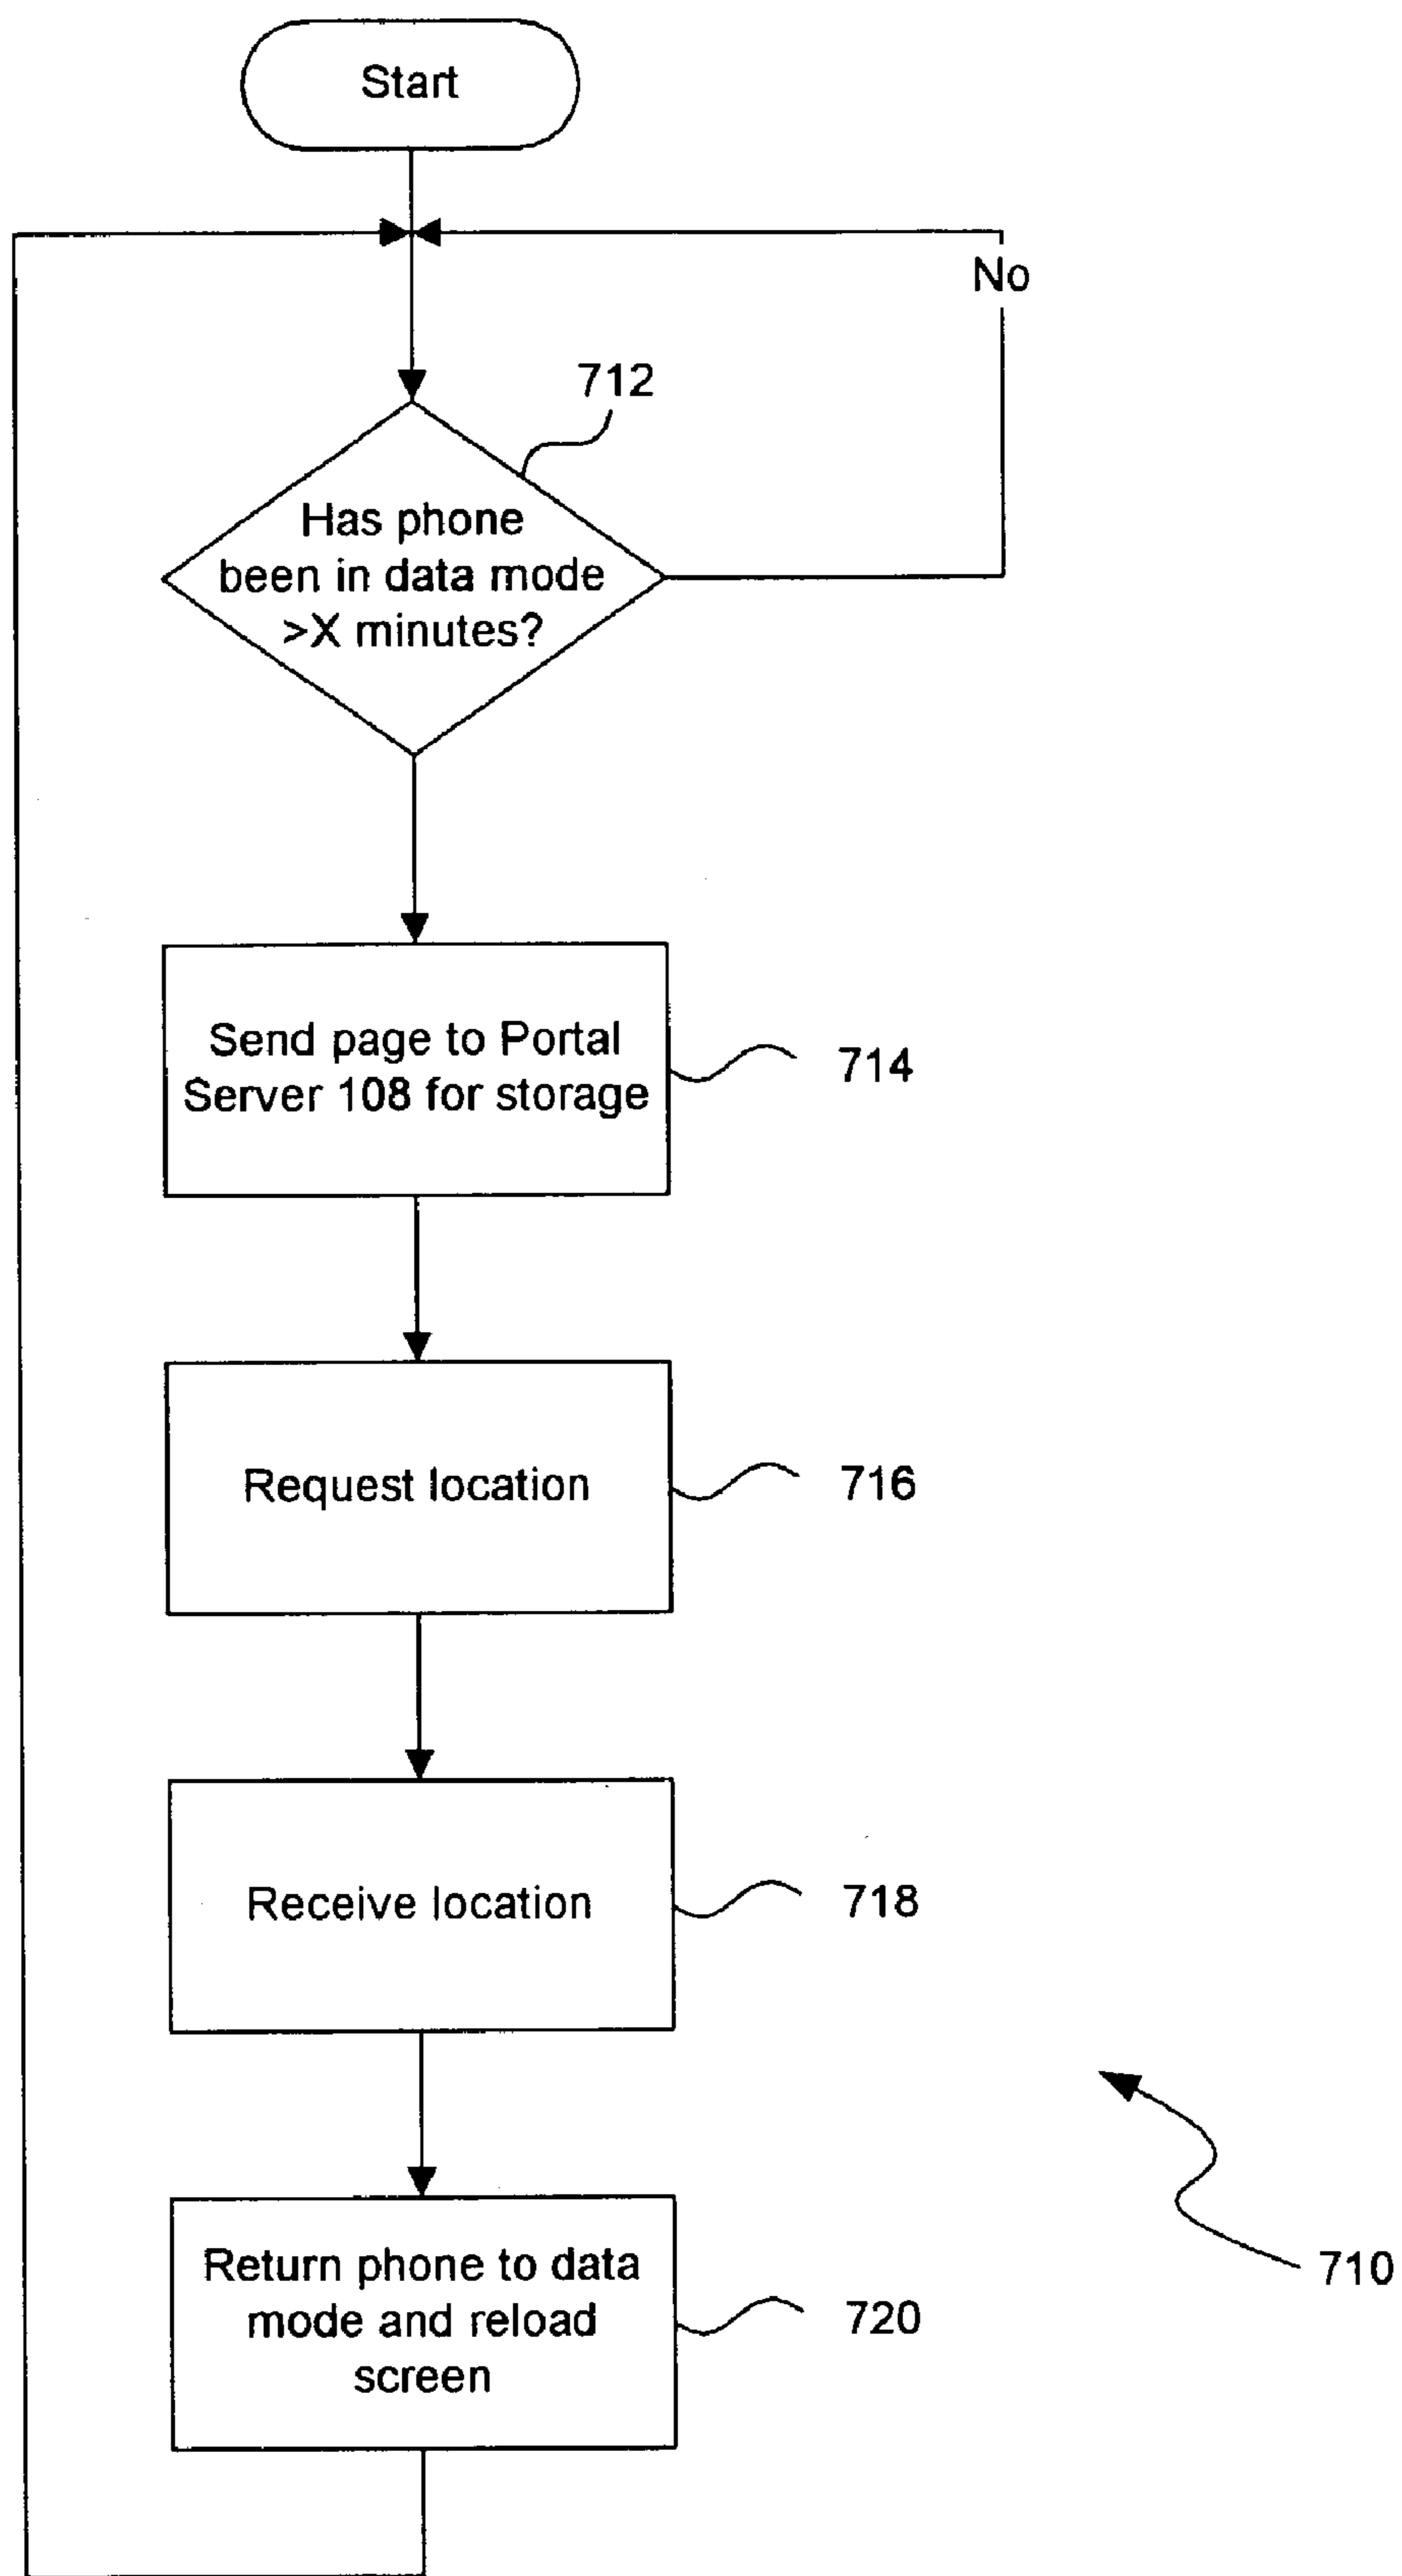 Start
No
712
Has phone
been in data mode
>X minutes?
Send page to Portal
Server 108 for storage
714
Request location
716
Receive location
718
Return phone to data
mode and reload
screen
720
710